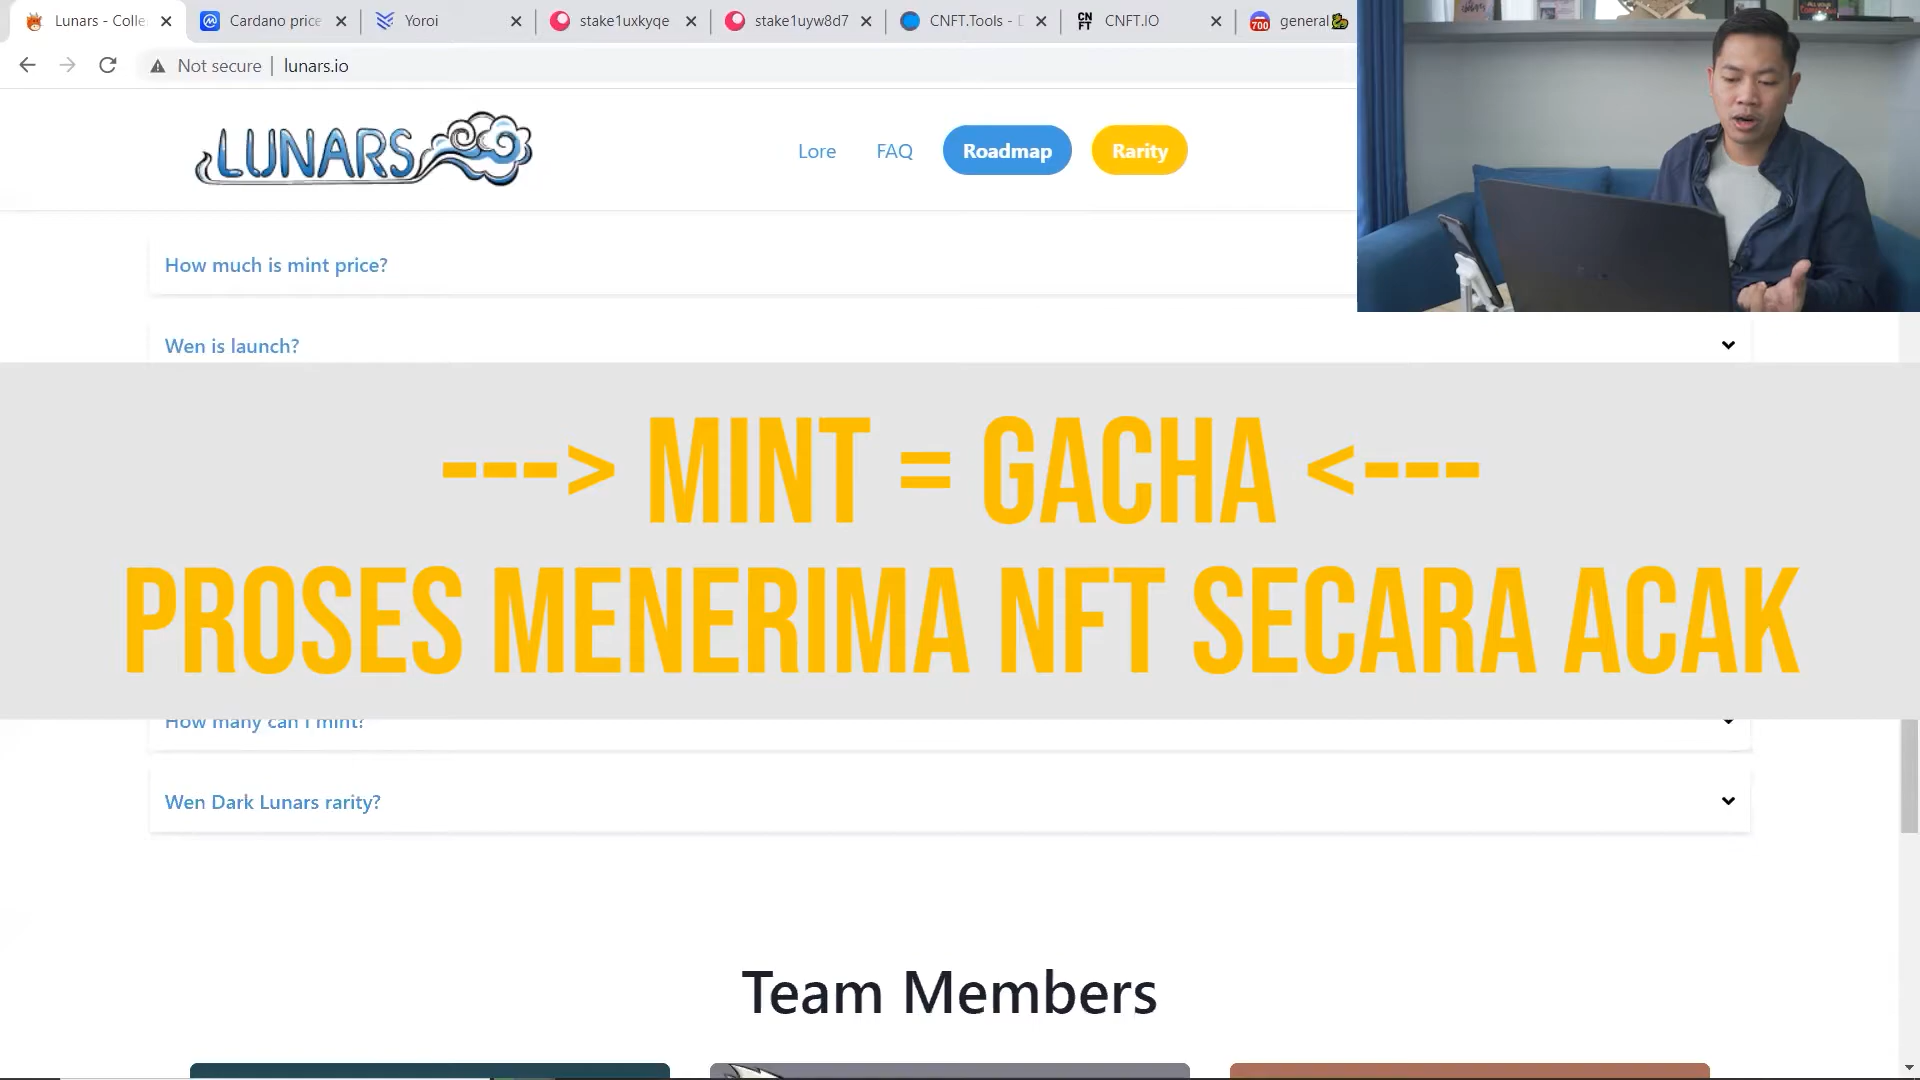 Lunars - Colle
Cardano price
Yoroi
stake1uxkyqe
stake1uyw8d7
CNFT.Tools - D
CNFT.IO
700
general
Not secure
lunars.io
LUNARS
Lore
FAQ
Roadmap
Rarity
How much is mint price?
Wen is launch?
---> MINT = GACHA <---
PROSES MENERIMA NFT SECARA ACAK
How many can I mint?
Wen Dark Lunars rarity?
Team Members